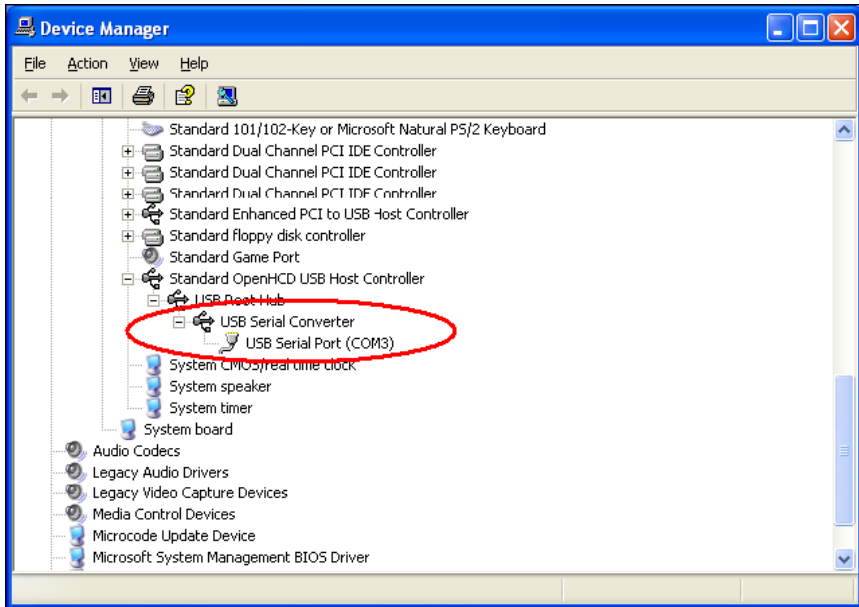 Device Manager
File Action View Help
Standard 101/102-Key or Microsoft Natural PS/2 Keyboard
Standard Dual Channel PCI IDE Controller
Standard Dual Channel PCI IDE Controller
Standard Dual Channel PCI IDE Controller
Standard Enhanced PCI to USB Host Controller
Standard floppy disk controller
Standard Game Port
Standard OpenHCD USB Host Controller
USB Root Hub
USB Serial Converter
USB Serial Port (COM3)
System CMOS/real time clock
System speaker
System timer
System board
Audio Codecs
Legacy Audio Drivers
Legacy Video Capture Devices
Media Control Devices
Microcode Update Device
Microsoft System Management BIOS Driver